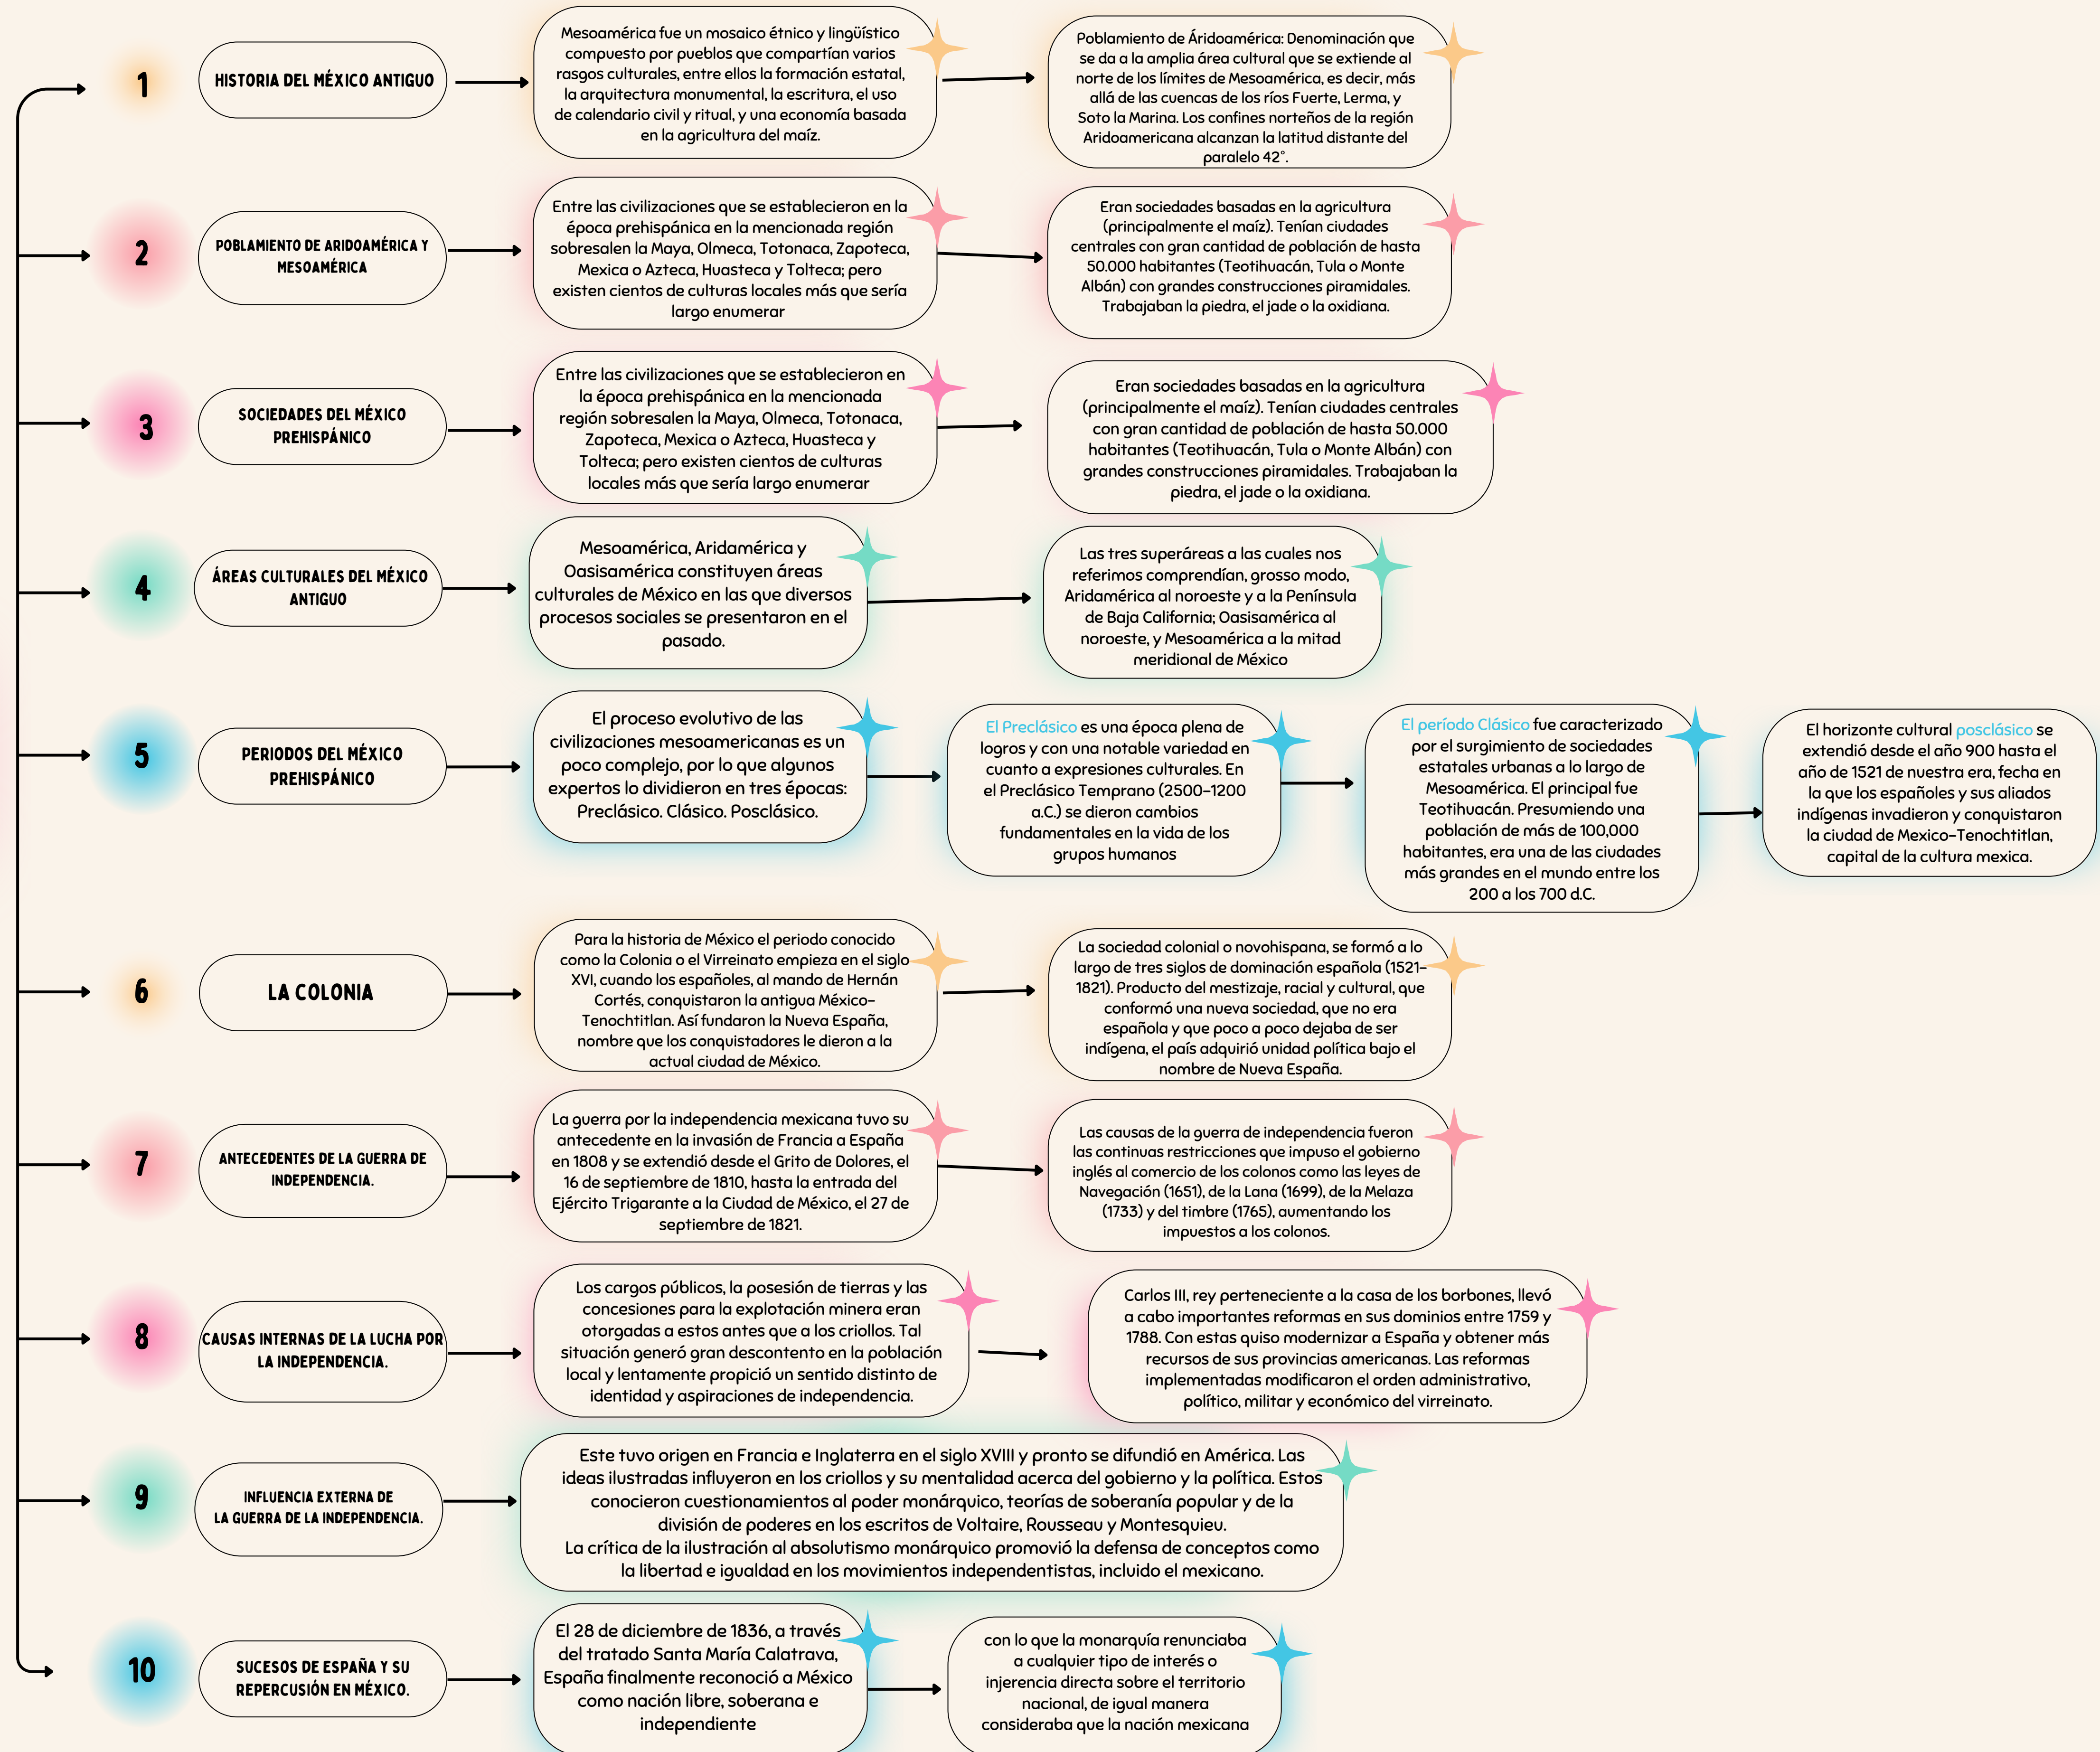 1
HISTORIA DEL MÉXICO ANTIGUO
Mesoamérica fue un mosaico étnico y lingüístico
compuesto por pueblos que compartían varios
rasgos culturales, entre ellos la formación estatal,
la arquitectura monumental, la escritura, el uso
de calendario civil y ritual, y una economía basada
en la agricultura del maíz.
Poblamiento de Áridoamérica: Denominación que
se da a la amplia área cultural que se extiende al
norte de los límites de Mesoamérica, es decir, más
allá de las cuencas de los ríos Fuerte, Lerma, y
Soto la Marina. Los confines norteños de la región
Aridoamericana alcanzan la latitud distante del
paralelo 42°.
2
POBLAMIENTO DE ARIDOAMÉRICA Y
MESOAMÉRICA
Entre las civilizaciones que se establecieron en la
época prehispánica en la mencionada región
sobresalen la Maya, Olmeca, Totonaca, Zapoteca,
Mexica o Azteca, Huasteca y Tolteca; pero
existen cientos de culturas locales más que sería
largo enumerar
Eran sociedades basadas en la agricultura
(principalmente el maíz). Tenían ciudades
centrales con gran cantidad de población de hasta
50.000 habitantes (Teotihuacán, Tula o Monte
Albán) con grandes construcciones piramidales.
Trabajaban la piedra, el jade o la oxidiana.
3
SOCIEDADES DEL MÉXICO
PREHISPÁNICO
Entre las civilizaciones que se establecieron en
la época prehispánica en la mencionada
región sobresalen la Maya, Olmeca, Totonaca,
Zapoteca, Mexica o Azteca, Huasteca y
Tolteca; pero existen cientos de culturas
locales más que sería largo enumerar
Eran sociedades basadas en la agricultura
(principalmente el maíz). Tenían ciudades centrales
con gran cantidad de población de hasta 50.000
habitantes (Teotihuacán, Tula o Monte Albán) con
grandes construcciones piramidales. Trabajaban la
piedra, el jade o la oxidiana.
4
ÁREAS CULTURALES DEL MÉXICO
ANTIGUO
Mesoamérica, Aridamérica y
Oasisamérica constituyen áreas
culturales de México en las que diversos
procesos sociales se presentaron en el
pasado.
Las tres superáreas a las cuales nos
referimos comprendían, grosso modo,
Aridamérica al noroeste y a la Península
de Baja California; Oasisamérica al
noroeste, y Mesoamérica a la mitad
meridional de México
5
PERIODOS DEL MÉXICO
PREHISPÁNICO
El proceso evolutivo de las
civilizaciones mesoamericanas es un
poco complejo, por lo que algunos
expertos lo dividieron en tres épocas:
Preclásico. Clásico. Posclásico.
El Preclásico es una época plena de
logros y con una notable variedad en
cuanto a expresiones culturales. En
el Preclásico Temprano (2500-1200
a.C.) se dieron cambios
fundamentales en la vida de los
grupos humanos
El período Clásico fue caracterizado
por el surgimiento de sociedades
estatales urbanas a lo largo de
Mesoamérica. El principal fue
Teotihuacán. Presumiendo una
población de más de 100,000
habitantes, era una de las ciudades
más grandes en el mundo entre los
200 a los 700 d.C.
El horizonte cultural posclásico se
extendió desde el año 900 hasta el
año de 1521 de nuestra era, fecha en
la que los españoles y sus aliados
indígenas invadieron y conquistaron
la ciudad de Mexico-Tenochtitlan,
capital de la cultura mexica.
6
LA COLONIA
Para la historia de México el periodo conocido
como la Colonia o el Virreinato empieza en el siglo
XVI, cuando los españoles, al mando de Hernán
Cortés, conquistaron la antigua México-
Tenochtitlan. Así fundaron la Nueva España,
nombre que los conquistadores le dieron a la
actual ciudad de México.
La sociedad colonial o novohispana, se formó a lo
largo de tres siglos de dominación española (1521-
1821). Producto del mestizaje, racial y cultural, que
conformó una nueva sociedad, que no era
española y que poco a poco dejaba de ser
indígena, el país adquirió unidad política bajo el
nombre de Nueva España.
7
ANTECEDENTES DE LA GUERRA DE
INDEPENDENCIA.
La guerra por la independencia mexicana tuvo su
antecedente en la invasión de Francia a España
en 1808 y se extendió desde el Grito de Dolores, el
16 de septiembre de 1810, hasta la entrada del
Ejército Trigarante a la Ciudad de México, el 27 de
septiembre de 1821.
Las causas de la guerra de independencia fueron
las continuas restricciones que impuso el gobierno
inglés al comercio de los colonos como las leyes de
Navegación (1651), de la Lana (1699), de la Melaza
(1733) y del timbre (1765), aumentando los
impuestos a los colonos.
8
CAUSAS INTERNAS DE LA LUCHA POR
LA INDEPENDENCIA.
Los cargos públicos, la posesión de tierras y las
concesiones para la explotación minera eran
otorgadas a estos antes que a los criollos. Tal
situación generó gran descontento en la población
local y lentamente propició un sentido distinto de
identidad y aspiraciones de independencia.
Carlos III, rey perteneciente a la casa de los borbones, llevó
a cabo importantes reformas en sus dominios entre 1759 y
1788. Con estas quiso modernizar a España y obtener más
recursos de sus provincias americanas. Las reformas
implementadas modificaron el orden administrativo,
político, militar y económico del virreinato.
9
INFLUENCIA EXTERNA DE
LA GUERRA DE LA INDEPENDENCIA.
Este tuvo origen en Francia e Inglaterra en el siglo XVIII y pronto se difundió en América. Las
ideas ilustradas influyeron en los criollos y su mentalidad acerca del gobierno y la política. Estos
conocieron cuestionamientos al poder monárquico, teorías de soberanía popular y de la
división de poderes en los escritos de Voltaire, Rousseau y Montesquieu.
La crítica de la ilustración al absolutismo monárquico promovió la defensa de conceptos como
la libertad e igualdad en los movimientos independentistas, incluido el mexicano.
10
SUCESOS DE ESPAÑA Y SU
REPERCUSIÓN EN MÉXICO.
El 28 de diciembre de 1836, a través
del tratado Santa María Calatrava,
España finalmente reconoció a México
como nación libre, soberana e
independiente
con lo que la monarquía renunciaba
a cualquier tipo de interés o
injerencia directa sobre el territorio
nacional, de igual manera
consideraba que la nación mexicana